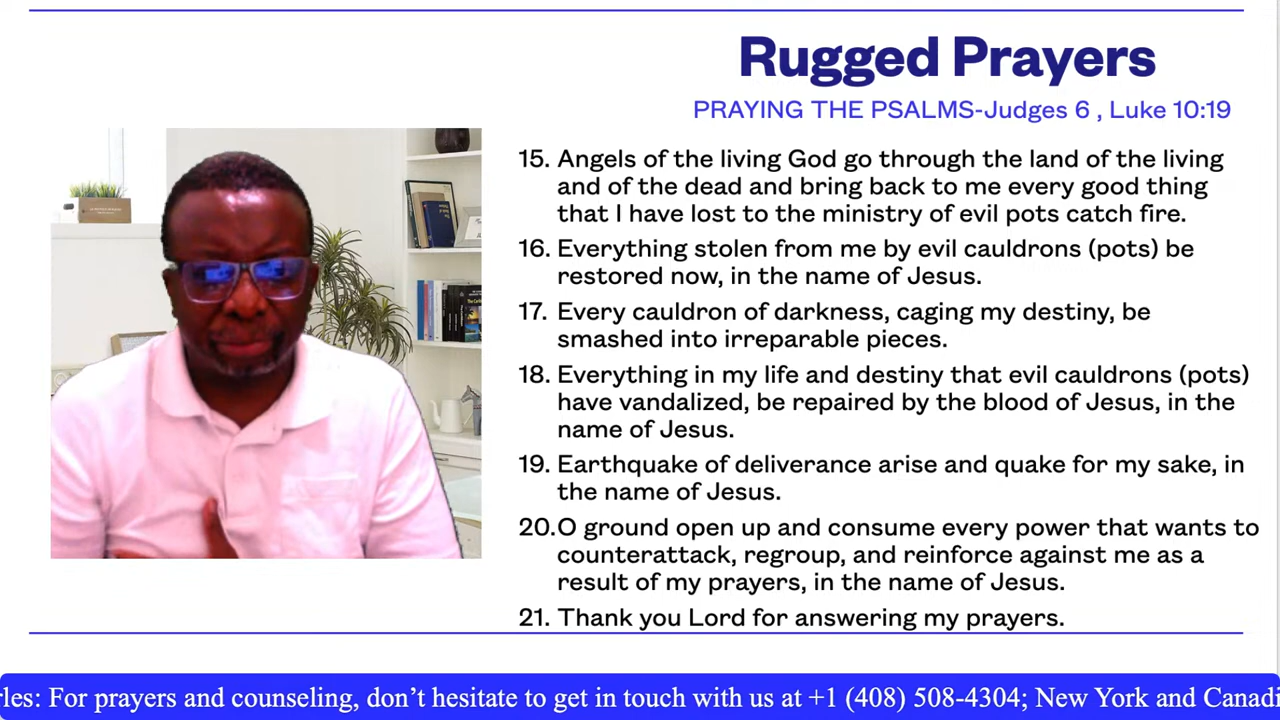 Rugged Prayers
PRAYING THE PSALMS-Judges 6 , Luke 10:19
15. Angels of the living God go through the land of the living
and of the dead and bring back to me every good thing
that I have lost to the ministry of evil pots catch fire.
16. Everything stolen from me by evil cauldrons (pots) be
restored now, in the name of Jesus.
17. Every cauldron of darkness, caging my destiny, be
smashed into irreparable pieces.
18. Everything in my life and destiny that evil cauldrons (pots)
have vandalized, be repaired by the blood of Jesus, in the
name of Jesus.
19. Earthquake of deliverance arise and quake for my sake, in
the name of Jesus.
20.O ground open up and consume every power that wants to
counterattack, regroup, and reinforce against me as a
result of my prayers, in the name of Jesus.
21. Thank you Lord for answering my prayers.
rles: For prayers and counseling, don’t hesitate to get in touch with us at +1 (408) 508-4304; New York and Canadi